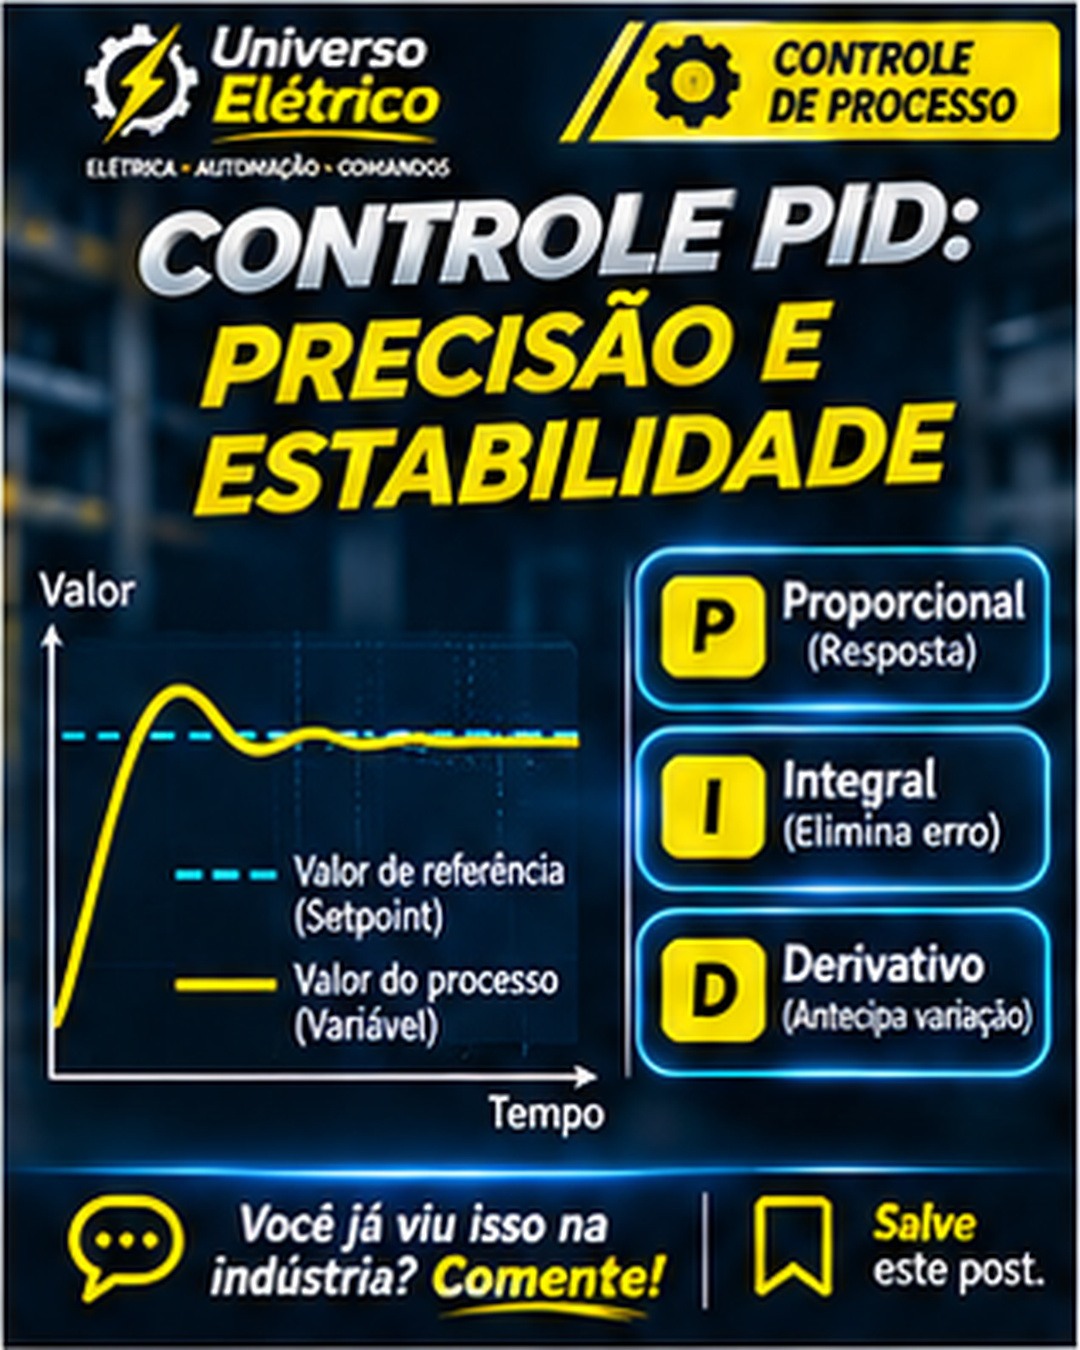 Universo
Elétrico
ELÉTRICA • AUTOMAÇÃO • COMANDOS
CONTROLE
DE PROCESSO
CONTROLE PID:
PRECISÃO E
ESTABILIDADE
Valor
Valor de referência
(Setpoint)
Valor do processo
(Variável)
Tempo
P
Proporcional
(Resposta)
I
Integral
(Elimina erro)
D
Derivativo
(Antecipa variação)
Você já viu isso na
indústria? Comente!
Salve
este post.